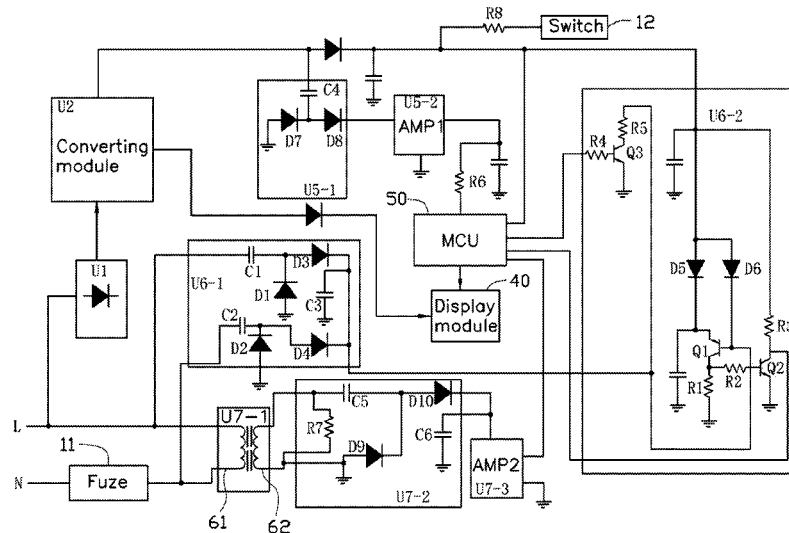 R8
Switch
12
U2
C4
U5-2
AMP1
D7
D8
R5
U6-2
R4
Q3
Converting
module
R6
U5-1
50
MCU
U1
C1
D3
U6-1
D1
C3
40
Display
module
D5
D6
C2
D2
D4
R3
Q1
Q2
R1
R2
L
U7-1
C5
D10
R7
D9
C6
11
N
Fuze
AMP2
U7-2
U7-3
61
62